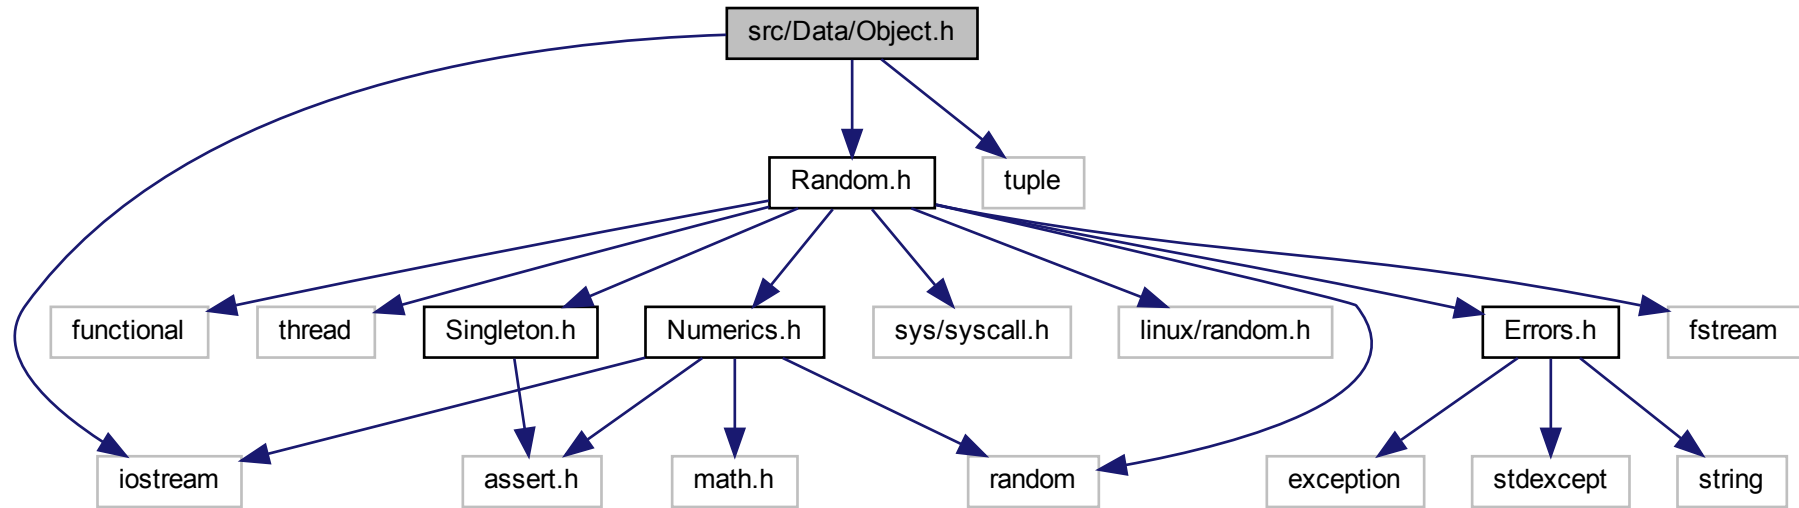 src/Data/Object.h
Random.h
tuple
functional
thread
Singleton.h
Numerics.h
sys/syscall.h
linux/random.h
Errors.h
fstream
iostream
assert.h
math.h
random
exception
stdexcept
string